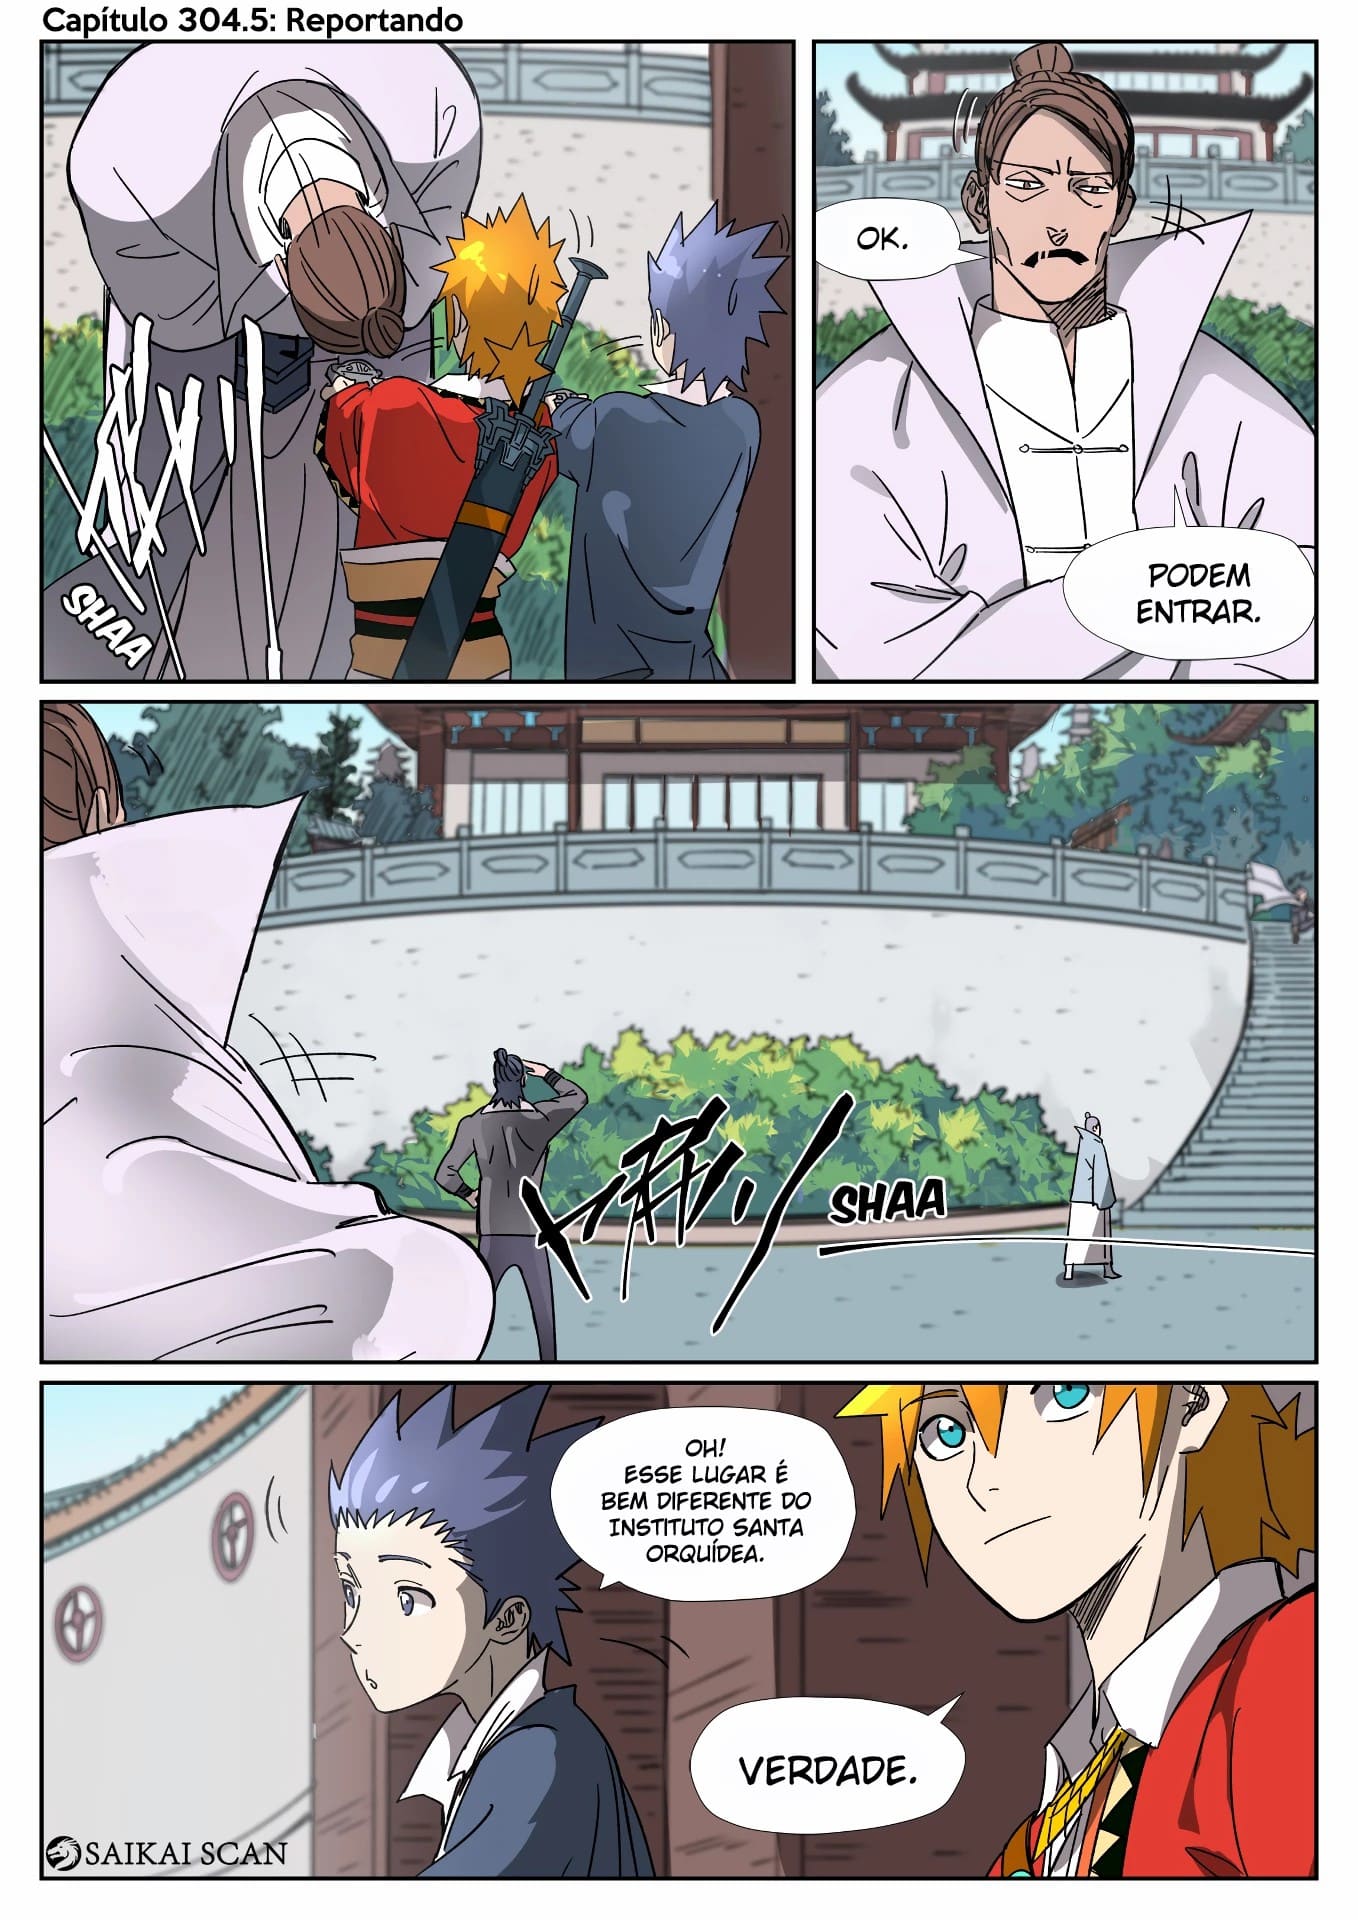 Capítulo 304.5: Reportando
OK.
SHAA
PODEM
ENTRAR.
SHAA
OH!
ESSE LUGAR É
BEM DIFERENTE DO
INSTITUTO SANTA
ORQUÍDEA.
VERDADE.
SAIKAI SCAN